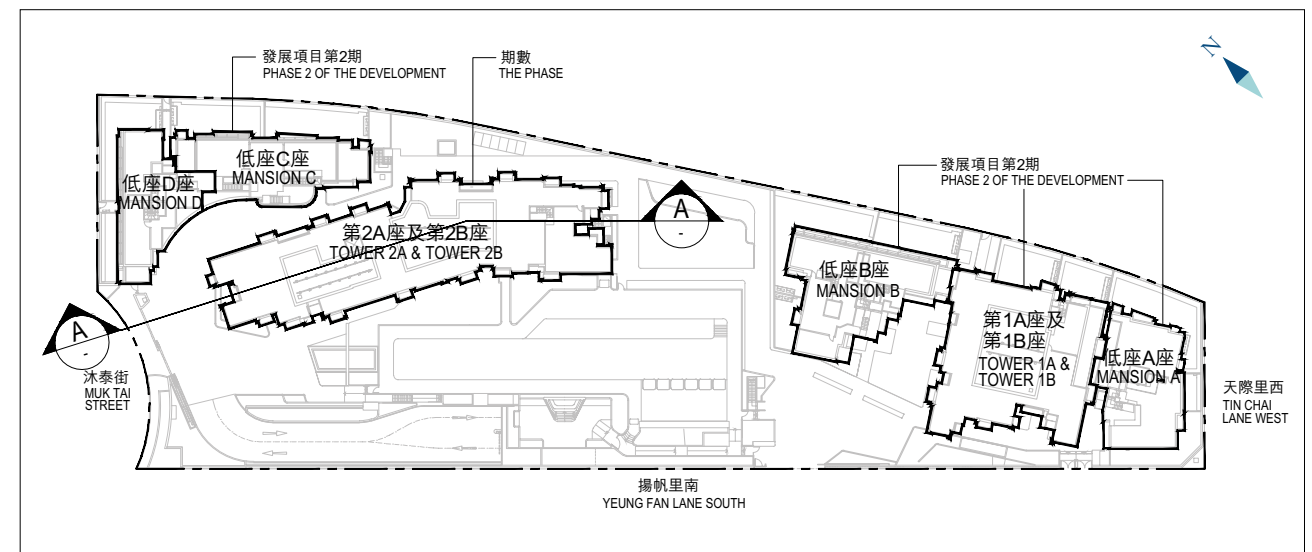 發展項目第2期
PHASE 2 OF THE DEVELOPMENT
期數
THE PHASE
N
低座C座
MANSION C
低座D座
MANSION D
第2A座及第2B座
TOWER 2A & TOWER 2B
A
-
發展項目第2期
PHASE 2 OF THE DEVELOPMENT
低座B座
MANSION B
第1A座及
第1B座
TOWER 1A &
TOWER 1B
低座A座
MANSION A
A
-
沐泰街
MUK TAI
STREET
天際里西
TIN CHAI
LANE WEST
揚帆里南
YEUNG FAN LANE SOUTH